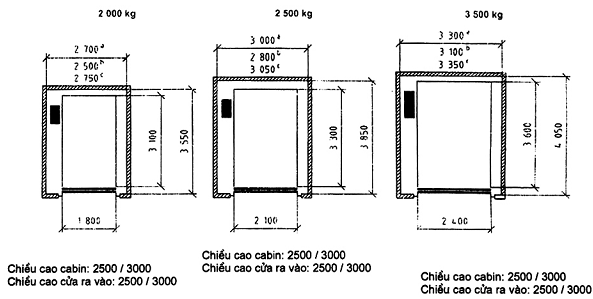 2 000 kg
2 700ᵃ
2 500ᵇ
2 750ᶜ
3 100
3 550
1 800
Chiều cao cabin: 2500 / 3000
Chiều cao cửa ra vào: 2500 / 3000
2 500 kg
3 000ᵃ
2 800ᵇ
3 050ᶜ
3 300
3 850
2 100
Chiều cao cabin: 2500 / 3000
Chiều cao cửa ra vào: 2500 / 3000
3 500 kg
3 300ᵃ
3 100ᵇ
3 350ᶜ
3 600
4 050
2 400
Chiều cao cabin: 2500 / 3000
Chiều cao cửa ra vào: 2500 / 3000